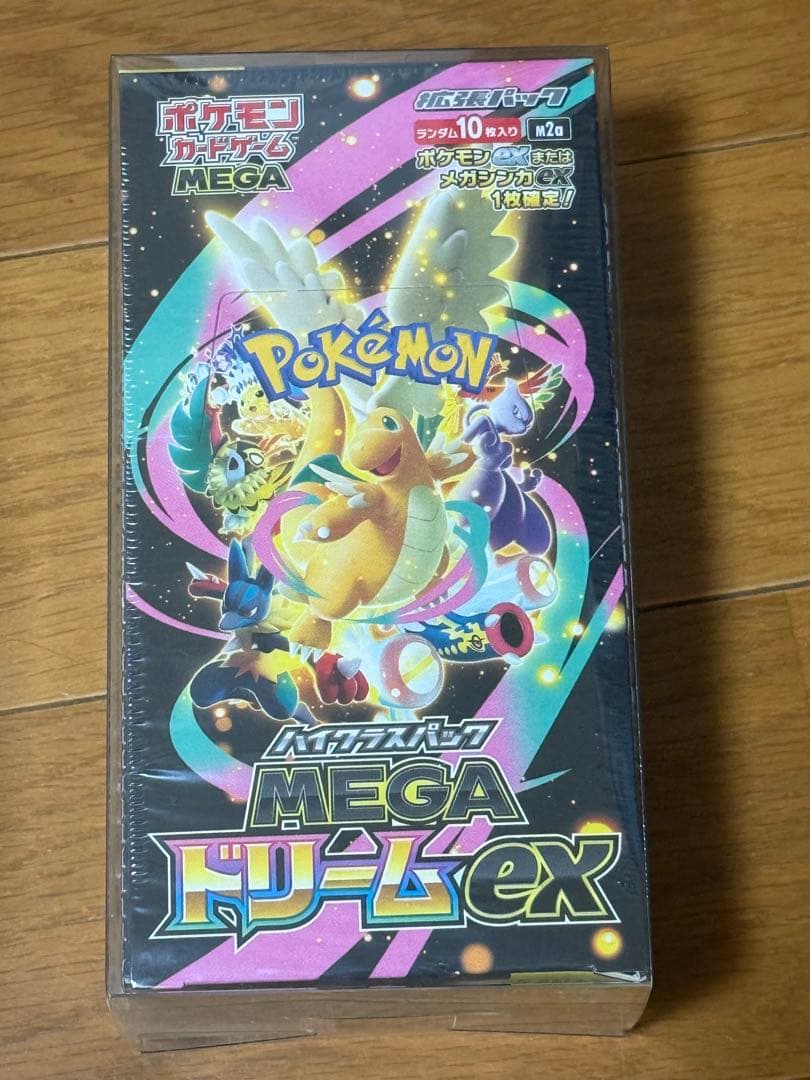 ポケモン
カードゲーム
MEGA
拡張パック
ランダム10枚入り M2a
ポケモンexまたは
メガシンカex
1枚確定!
POKéMON
ハイクラスパック
MEGA
ドリームex